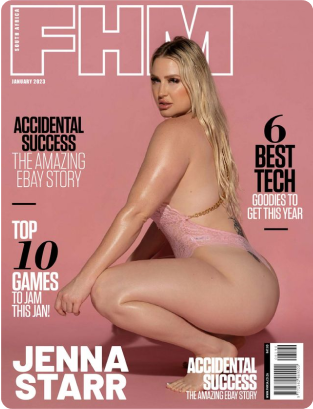 SOUTH AFRICA
FHM
JANUARY 2023
ACCIDENTAL
SUCCESS
THE AMAZING
EBAY STORY
6
BEST
TECH
GOODIES TO
GET THIS YEAR
TOP
10
GAMES
TO JAM
THIS JAN!
JENNA
STARR
ACCIDENTAL
SUCCESS
THE AMAZING EBAY STORY